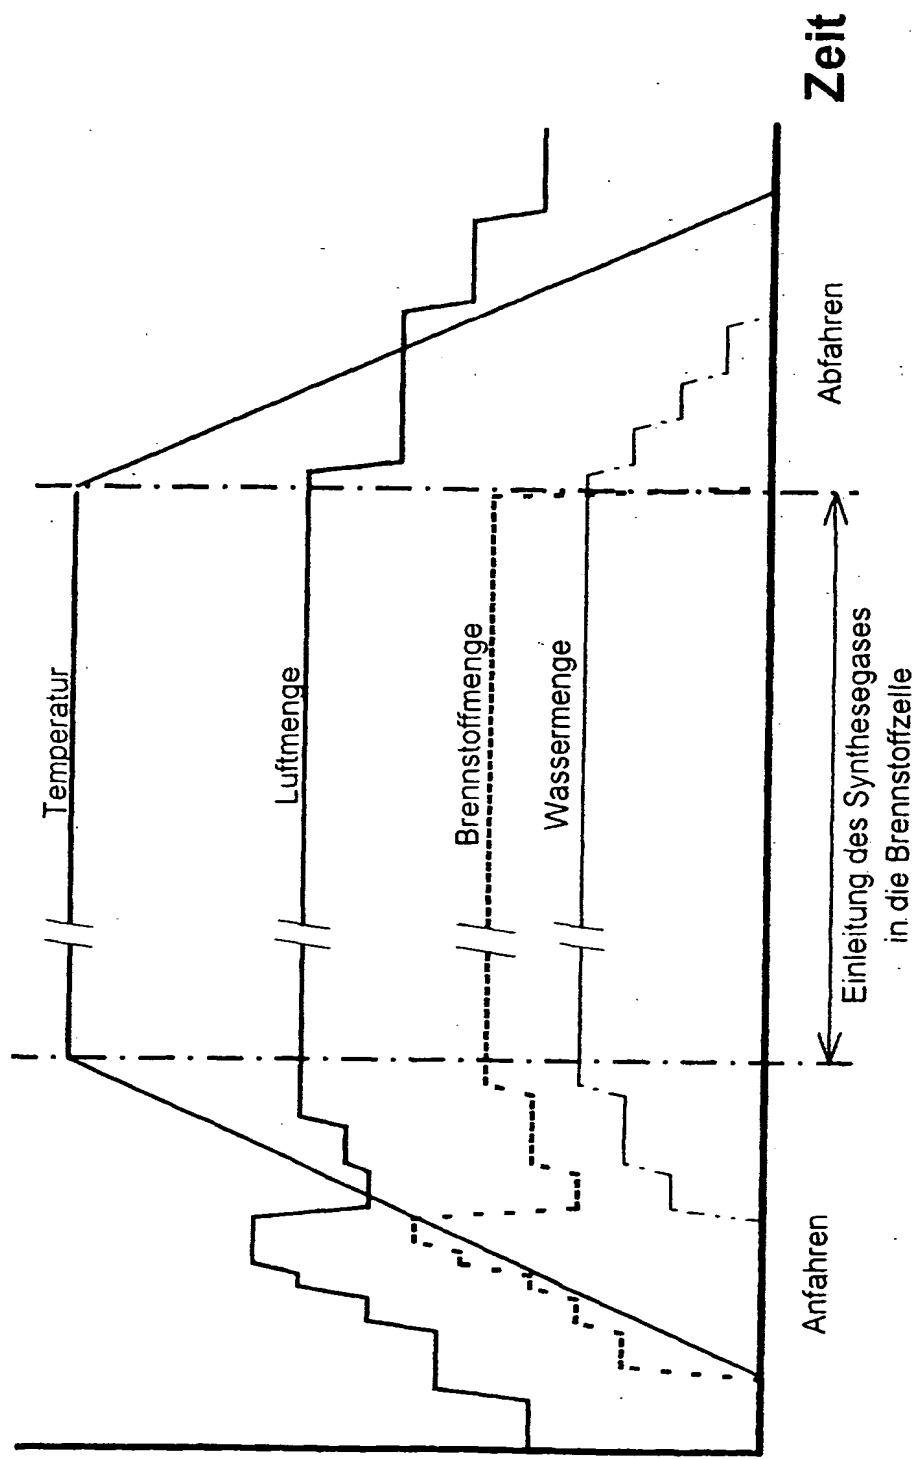 Temperatur
Luftmenge
Brennstoffmenge
Wassermenge
Anfahren
Einleitung des Synthesegases
in die Brennstoffzelle
Abfahren
Zeit